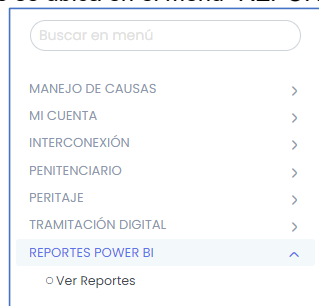 Buscar en menú
MANEJO DE CAUSAS
MI CUENTA
INTERCONEXIÓN
PENITENCIARIO
PERITAJE
TRAMITACIÓN DIGITAL
REPORTES POWER BI
Ver Reportes